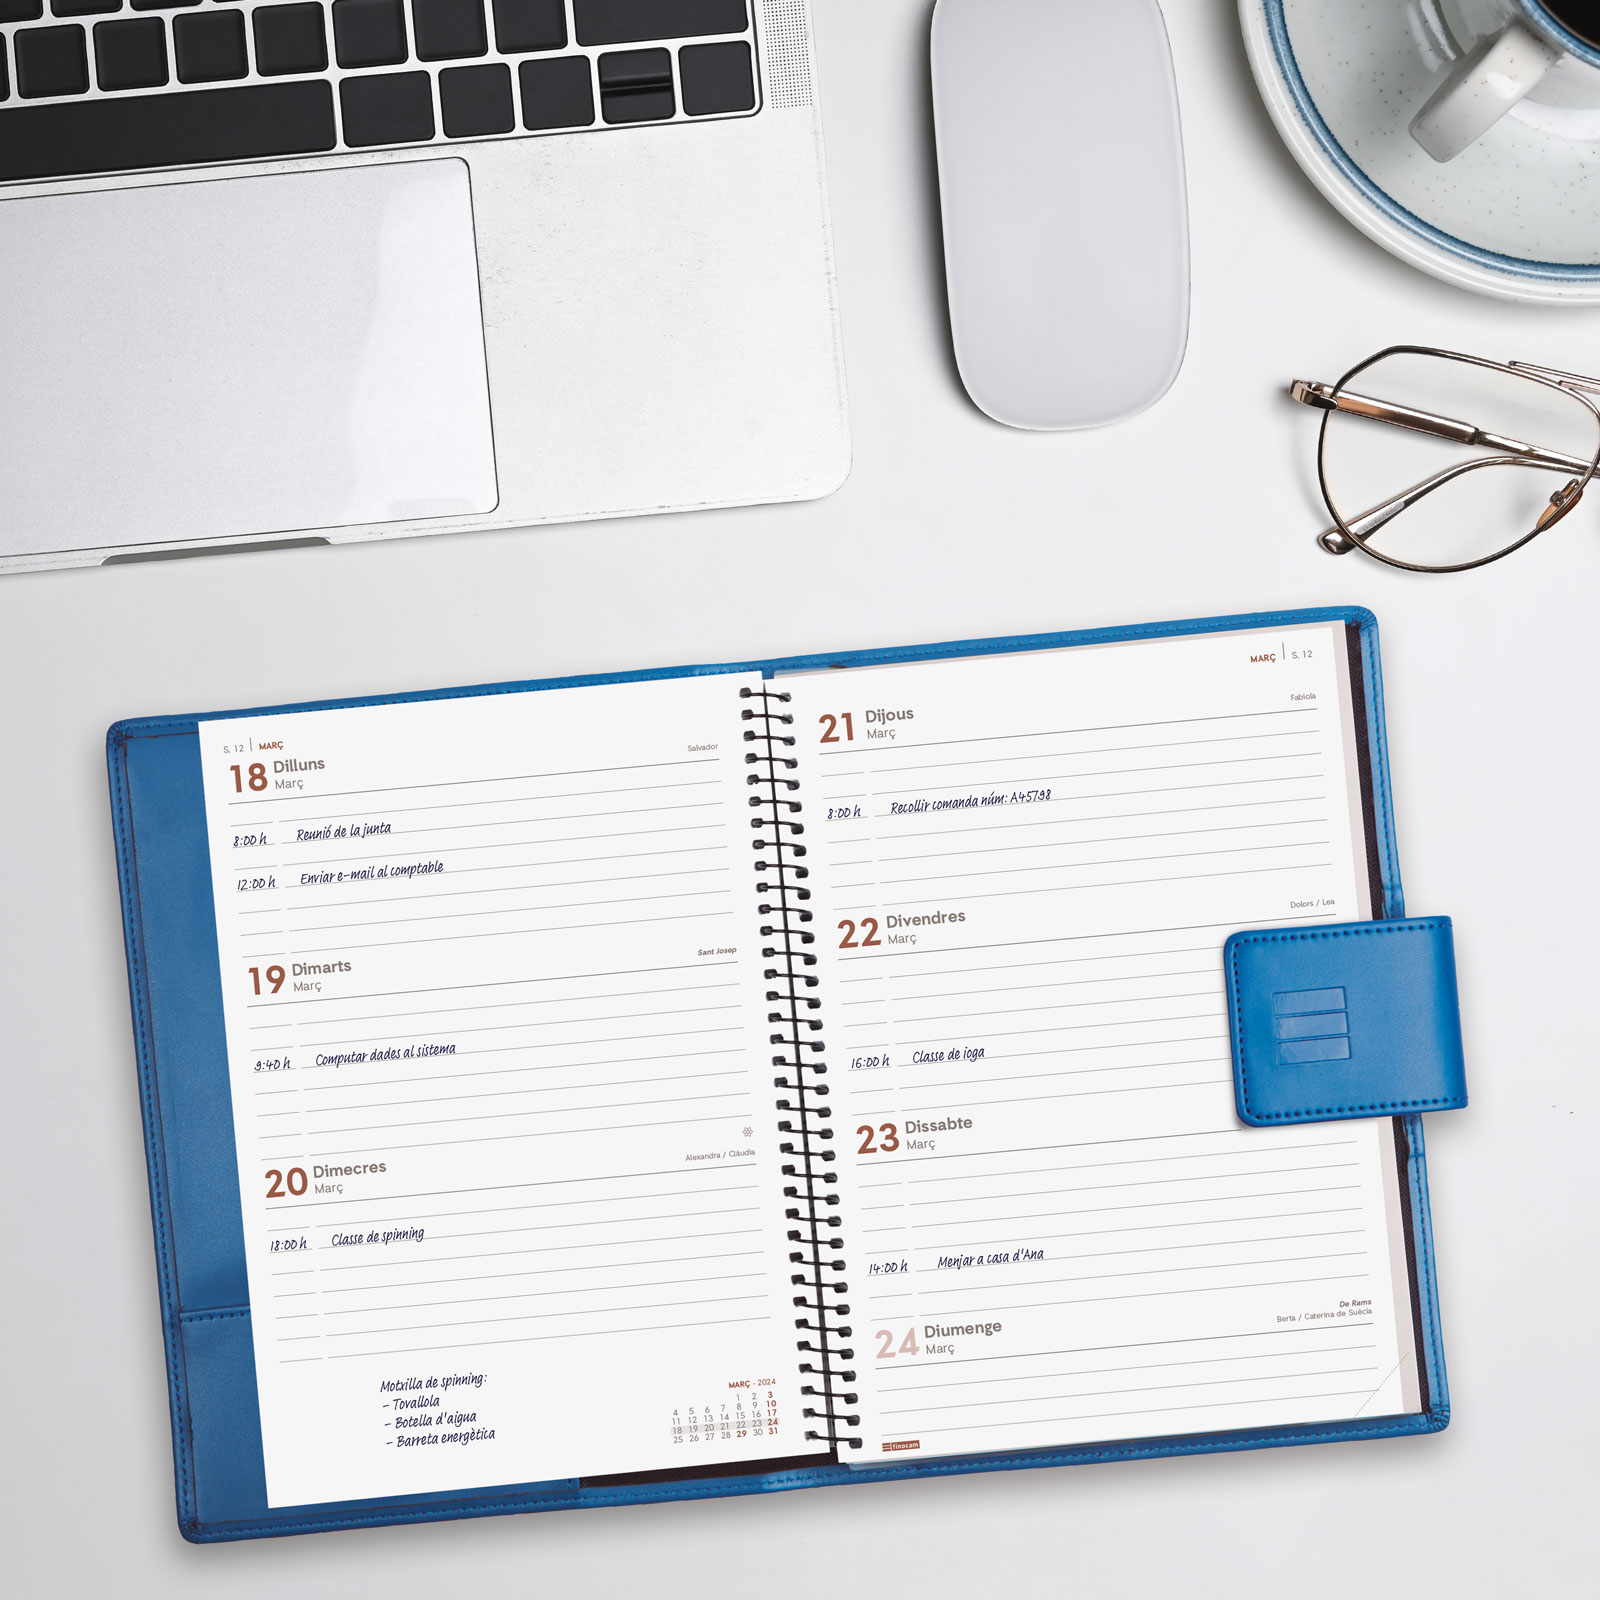 S. 12 | MARÇ
18 Dilluns
Març
Salvador
8:00 h Reunió de la junta
12:00 h Enviar e-mail al comptable
19 Dimarts
Març
Sant Josep
9:40 h Computar dades al sistema
20 Dimecres
Març
Alexandra / Clàudia
18:00 h Classe de spinning
Motxilla de spinning:
- Tovallola
- Botella d'aigua
- Barreta energètica
MARÇ · 2024
1 2 3
4 5 6 7 8 9 10
11 12 13 14 15 16 17
18 19 20 21 22 23 24
25 26 27 28 29 30 31
MARÇ | S. 12
21 Dijous
Març
Fabiola
8:00 h Recollir comanda núm: A45798
22 Divendres
Març
Dolors / Lea
16:00 h Classe de ioga
23 Dissabte
Març
14:00 h Menjar a casa d'Ana
24 Diumenge
Març
De Rams
Berta / Caterina de Suècia
finocam